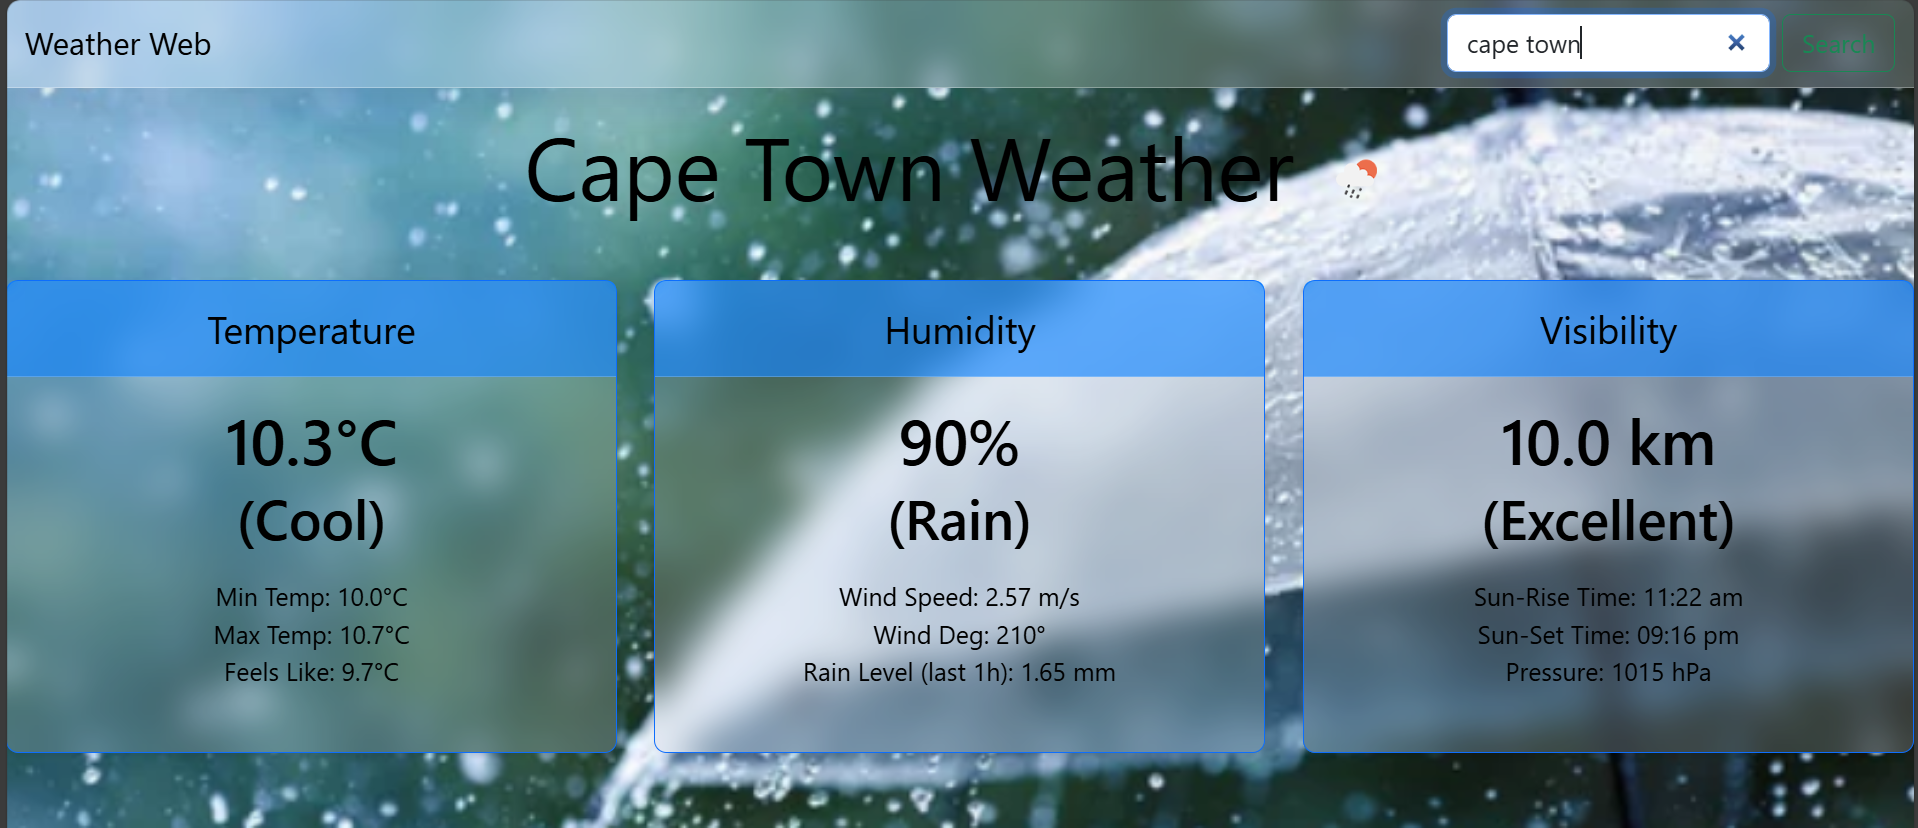 Weather Web
cape town
Search
Cape Town Weather
Temperature
10.3°C
(Cool)
Min Temp: 10.0°C
Max Temp: 10.7°C
Feels Like: 9.7°C
Humidity
90%
(Rain)
Wind Speed: 2.57 m/s
Wind Deg: 210°
Rain Level (last 1h): 1.65 mm
Visibility
10.0 km
(Excellent)
Sun-Rise Time: 11:22 am
Sun-Set Time: 09:16 pm
Pressure: 1015 hPa